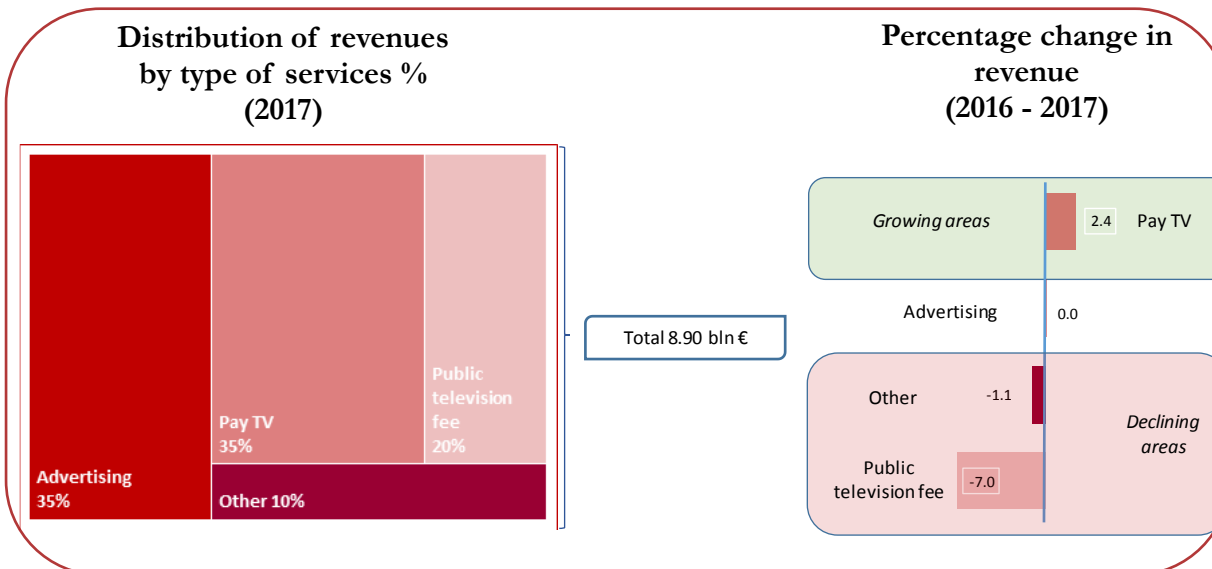 Distribution of revenues
by type of services %
(2017)
Advertising
35%
Pay TV
35%
Public
television
fee
20%
Other 10%
Total 8.90 bln €
Percentage change in
revenue
(2016 - 2017)
Growing areas
2.4
Pay TV
Advertising
0.0
Other
-1.1
Declining
areas
Public
television fee
-7.0